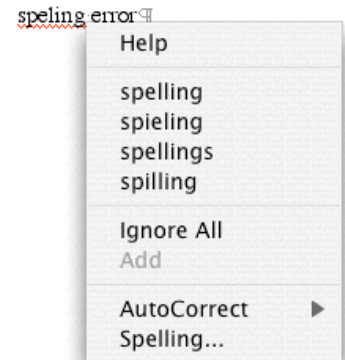 speling error¶
Help
spelling
spieling
spellings
spilling
Ignore All
Add
AutoCorrect
Spelling...